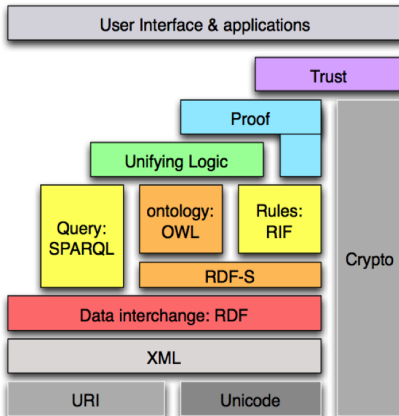 User Interface & applications
Trust
Proof
Unifying Logic
Query:
SPARQL
ontology:
OWL
Rules:
RIF
Crypto
RDF-S
Data interchange: RDF
XML
URI
Unicode